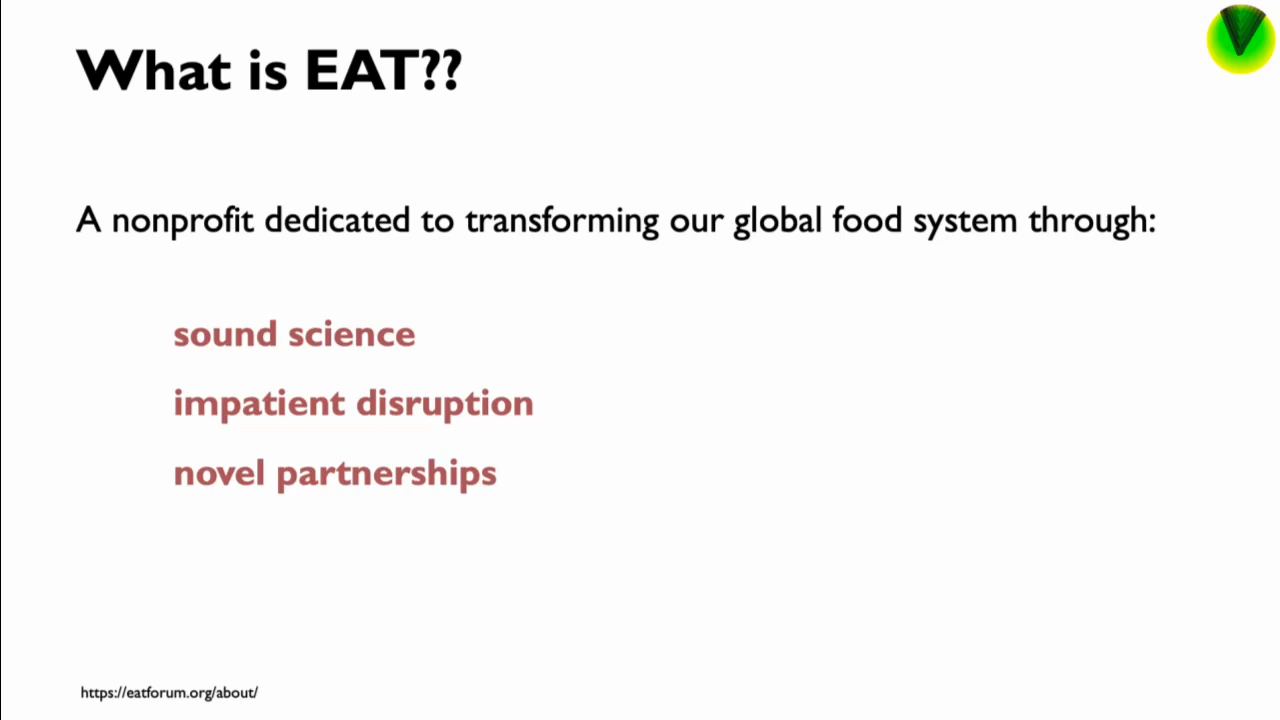 What is EAT??
A nonprofit dedicated to transforming our global food system through:
sound science
impatient disruption
novel partnerships
https://eatforum.org/about/